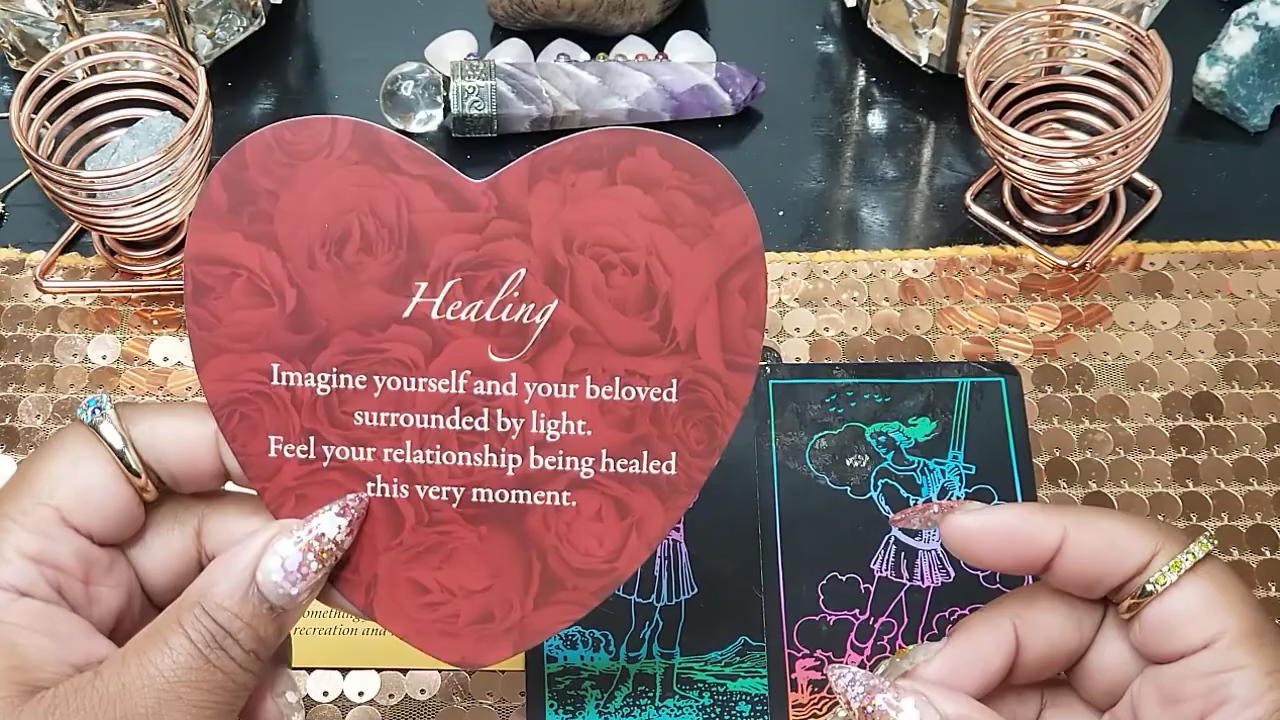 Healing
Imagine yourself and your beloved
surrounded by light.
Feel your relationship being healed
this very moment.
recreation and